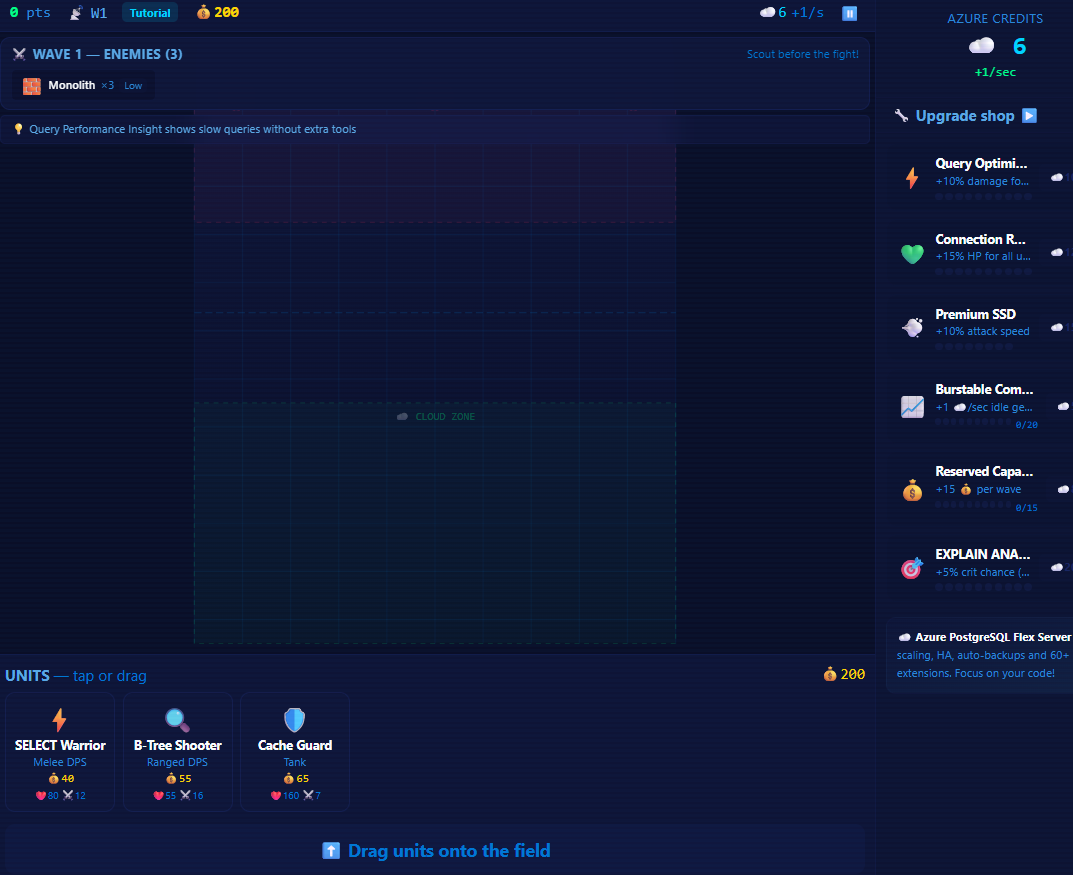 0 pts W1 Tutorial 200
6 +1/s
WAVE 1 — ENEMIES (3)
Scout before the fight!
Monolith ×3 Low
Query Performance Insight shows slow queries without extra tools
CLOUD ZONE
UNITS — tap or drag
200
SELECT Warrior
Melee DPS
40
80 12
B-Tree Shooter
Ranged DPS
55
55 16
Cache Guard
Tank
65
160 7
Drag units onto the field
AZURE CREDITS
6
+1/sec
Upgrade shop
Query Optimi...
+10% damage fo...
Connection R...
+15% HP for all u...
Premium SSD
+10% attack speed
Burstable Com...
+1 /sec idle ge...
0/20
Reserved Capa...
+15 per wave
0/15
EXPLAIN ANA...
+5% crit chance (...
Azure PostgreSQL Flex Server
scaling, HA, auto-backups and 60+
extensions. Focus on your code!